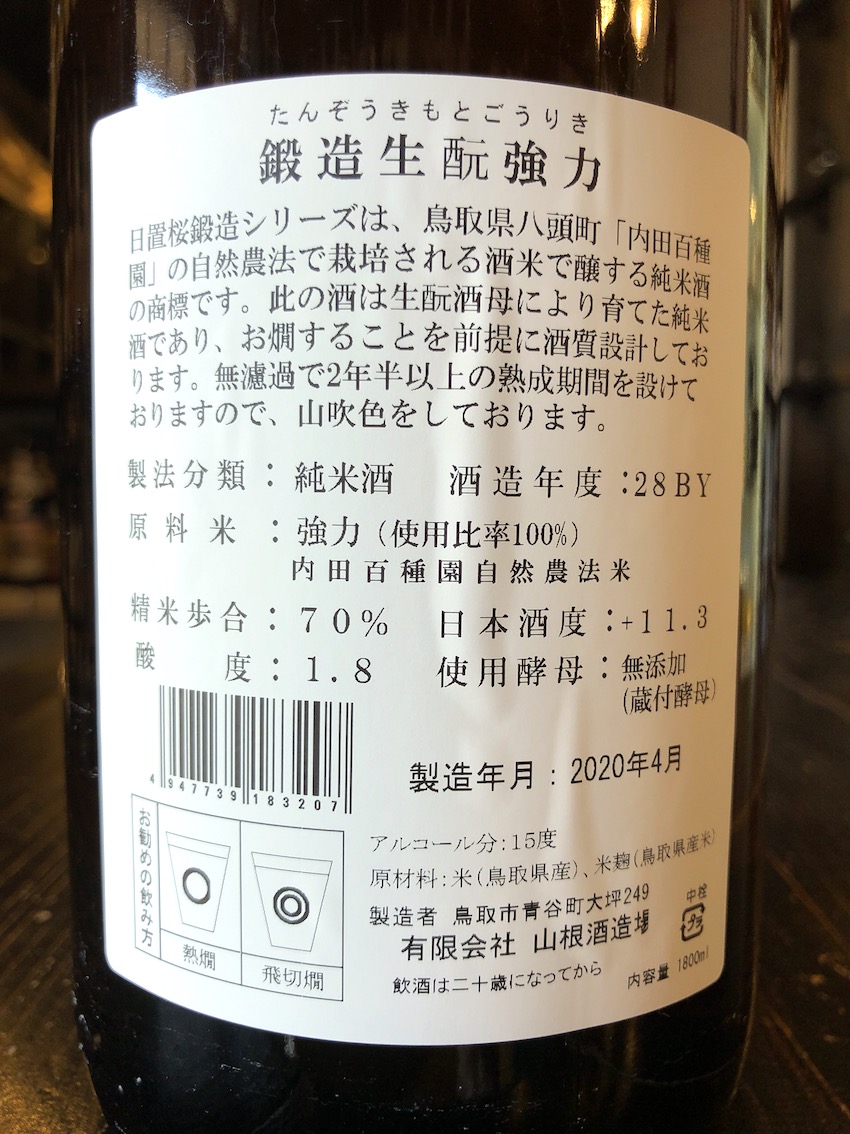 たんぞうきもとごうりき
鍛造生酛強力
日置桜鍛造シリーズは、鳥取県八頭町「内田百種
園」の自然農法で栽培される酒米で醸する純米酒
の商標です。此の酒は生酛酒母により育てた純米
酒であり、お燗することを前提に酒質設計してお
ります。無濾過で2年半以上の熟成期間を設けて
おりますので、山吹色をしております。
製法分類：純米酒 酒造年度：28BY
原料米：強力（使用比率100％）
内田百種園自然農法米
精米歩合：70％ 日本酒度：+11.3
酸度：1.8 使用酵母：無添加
（蔵付酵母）
4 947739 183207
製造年月：2020年4月
お勧めの飲み方
熱燗
飛切燗
アルコール分：15度
原材料：米（鳥取県産）、米麹（鳥取県産米）
製造者 鳥取市青谷町大坪249
有限会社 山根酒造場
中栓
プラ
飲酒は二十歳になってから
内容量 1800ml